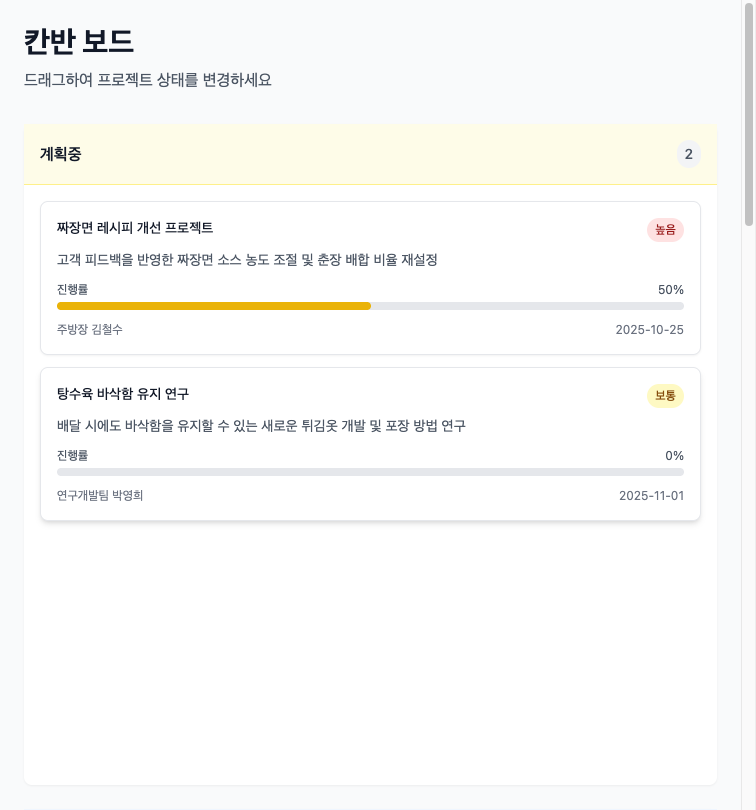 칸반 보드
드래그하여 프로젝트 상태를 변경하세요
계획중 2
짜장면 레시피 개선 프로젝트 높음
고객 피드백을 반영한 짜장면 소스 농도 조절 및 춘장 배합 비율 재설정
진행률 50%
주방장 김철수 2025-10-25
탕수육 바삭함 유지 연구 보통
배달 시에도 바삭함을 유지할 수 있는 새로운 튀김옷 개발 및 포장 방법 연구
진행률 0%
연구개발팀 박영희 2025-11-01